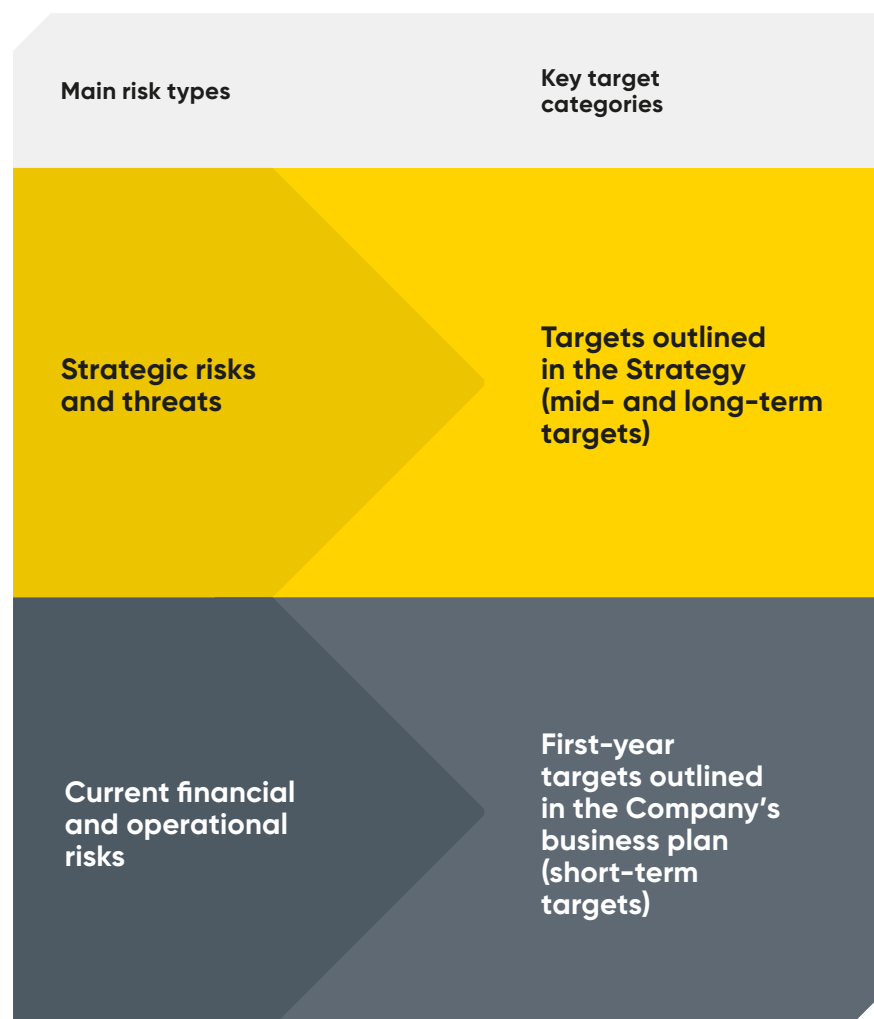 Main risk types
Key target
categories
Strategic risks
and threats
Targets outlined
in the Strategy
(mid- and long-term
targets)
Current financial
and operational
risks
First-year
targets outlined
in the Company’s
business plan
(short-term
targets)